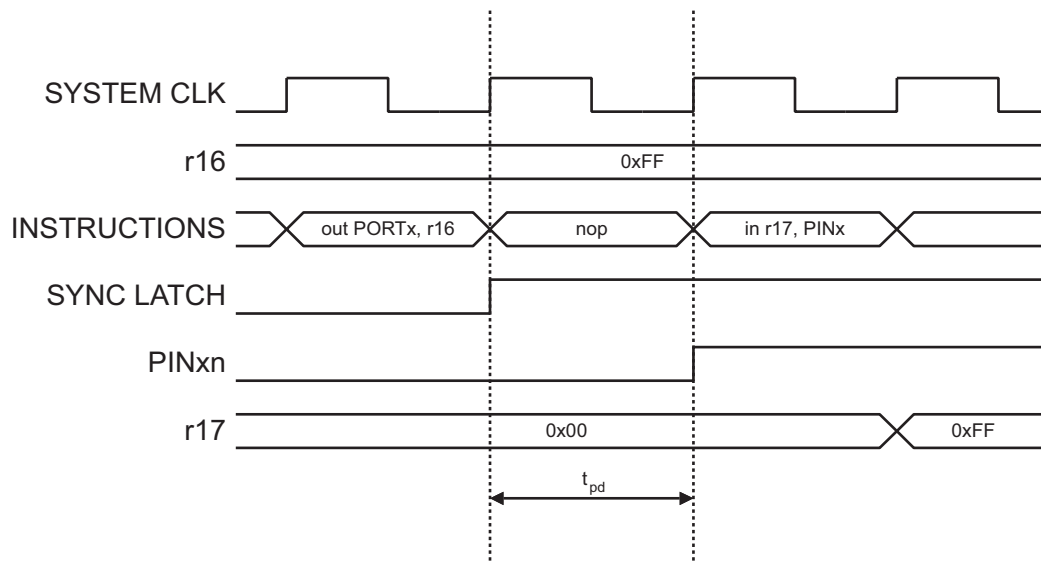 SYSTEM CLK
r16
0xFF
INSTRUCTIONS
out PORTx, r16
nop
in r17, PINx
SYNC LATCH
PINxn
r17
0x00
0xFF
tpd